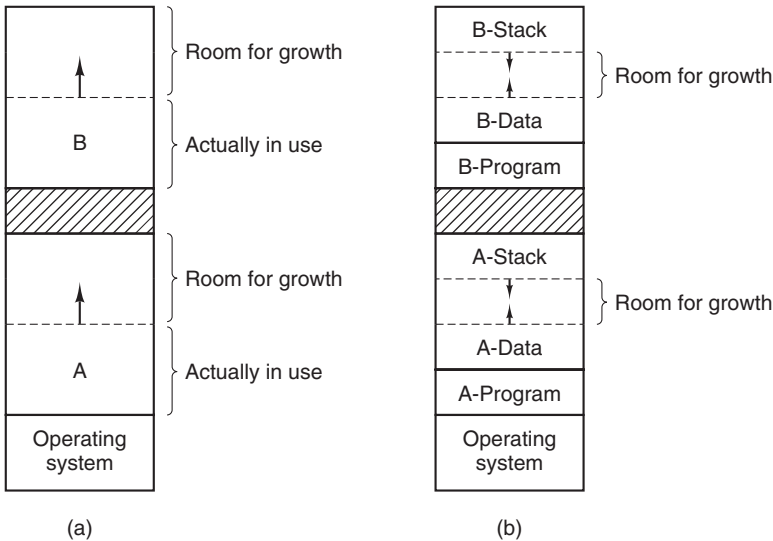 Room for growth
B
Actually in use
Room for growth
A
Actually in use
Operating
system
(a)
B-Stack
Room for growth
B-Data
B-Program
A-Stack
Room for growth
A-Data
A-Program
Operating
system
(b)